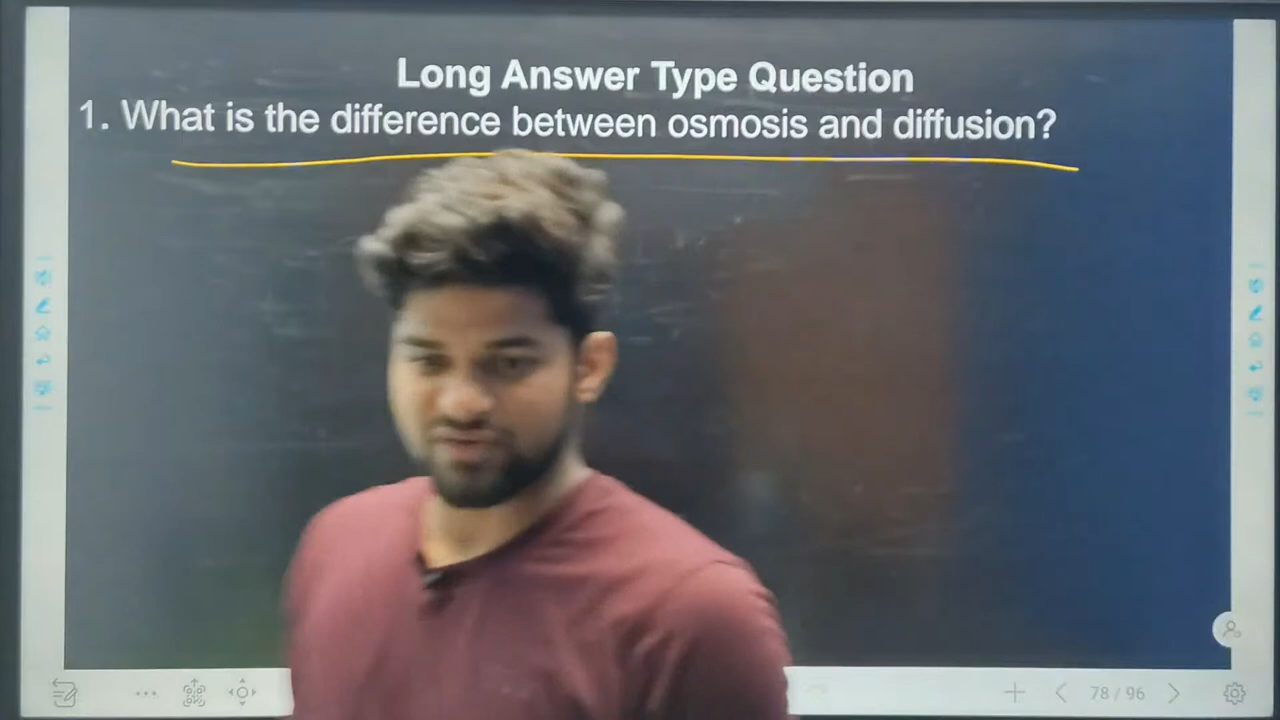 Long Answer Type Question
1. What is the difference between osmosis and diffusion?
78 / 96